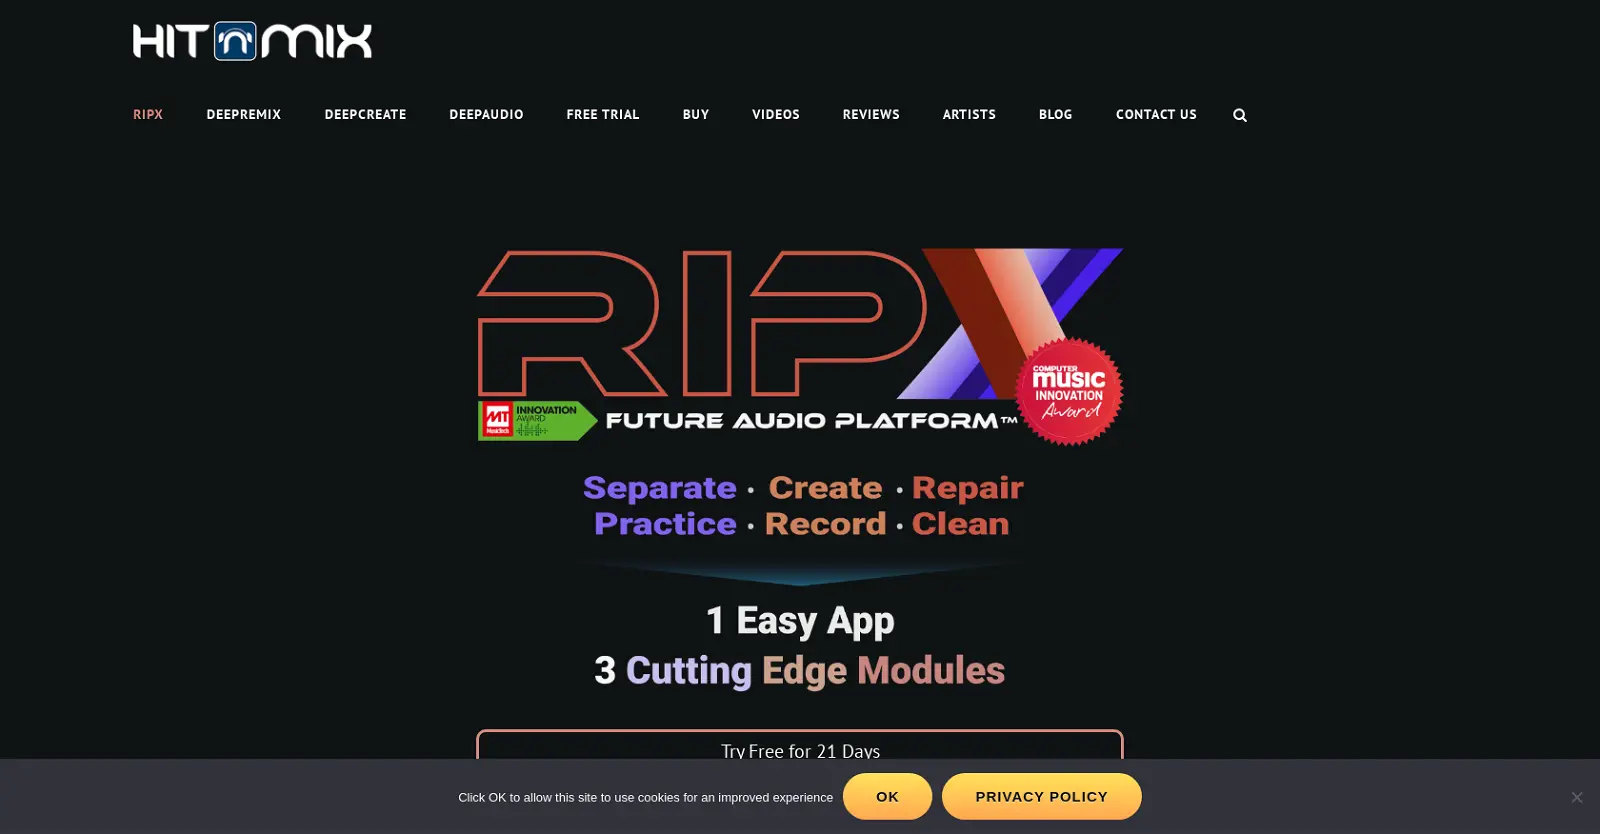 HIT n MIX
RIPX DEEPREMIX DEEPCREATE DEEPAUDIO FREE TRIAL BUY VIDEOS REVIEWS ARTISTS BLOG CONTACT US
RIPX
COMPUTER
MUSIC
INNOVATION
Award
MT
MusicTech
INNOVATION
AWARD
FUTURE AUDIO PLATFORM™
Separate · Create · Repair
Practice · Record · Clean
1 Easy App
3 Cutting Edge Modules
Try Free for 21 Days
Click OK to allow this site to use cookies for an improved experience OK PRIVACY POLICY